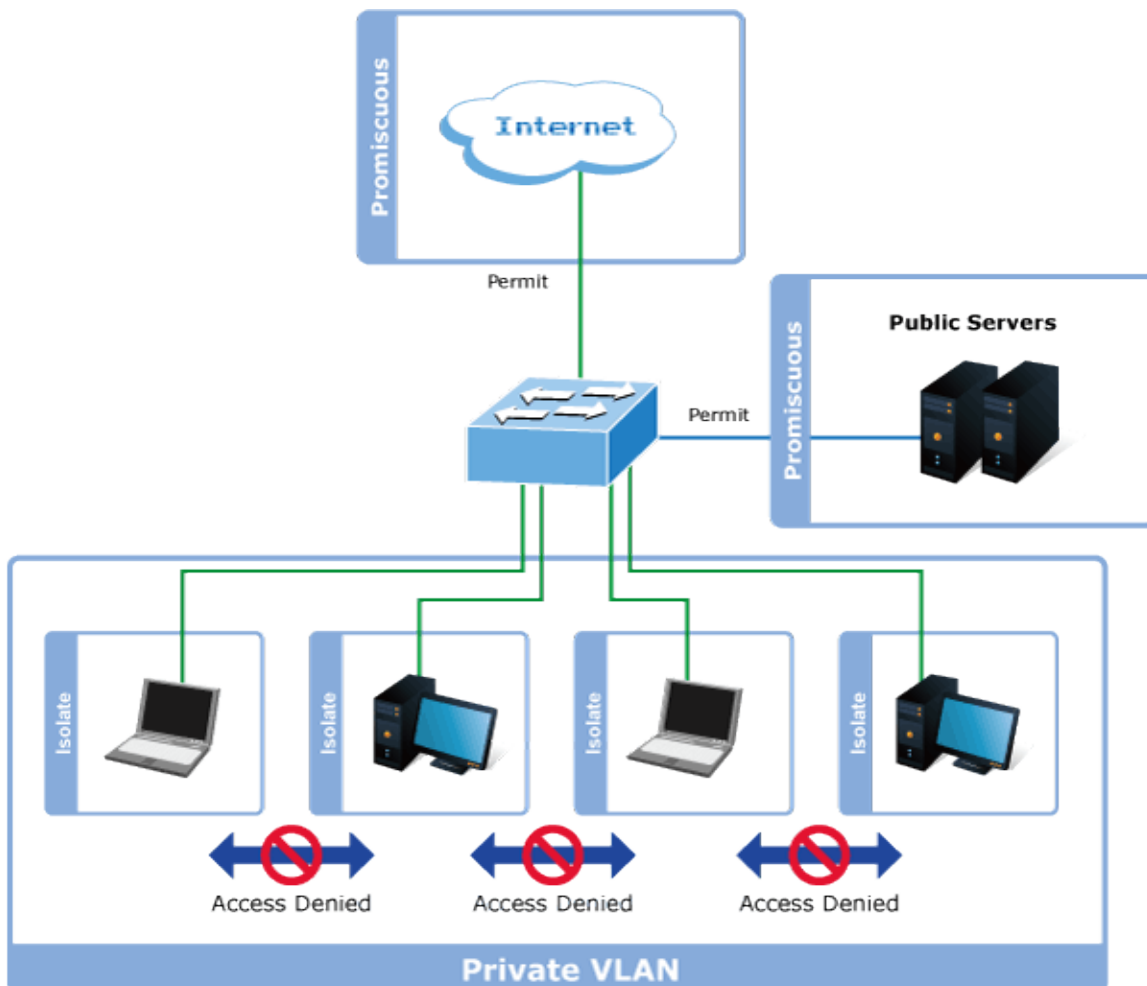 Promiscuous
Internet
Permit
Promiscuous
Public Servers
Permit
Isolate
Isolate
Isolate
Isolate
Access Denied
Access Denied
Access Denied
Private VLAN